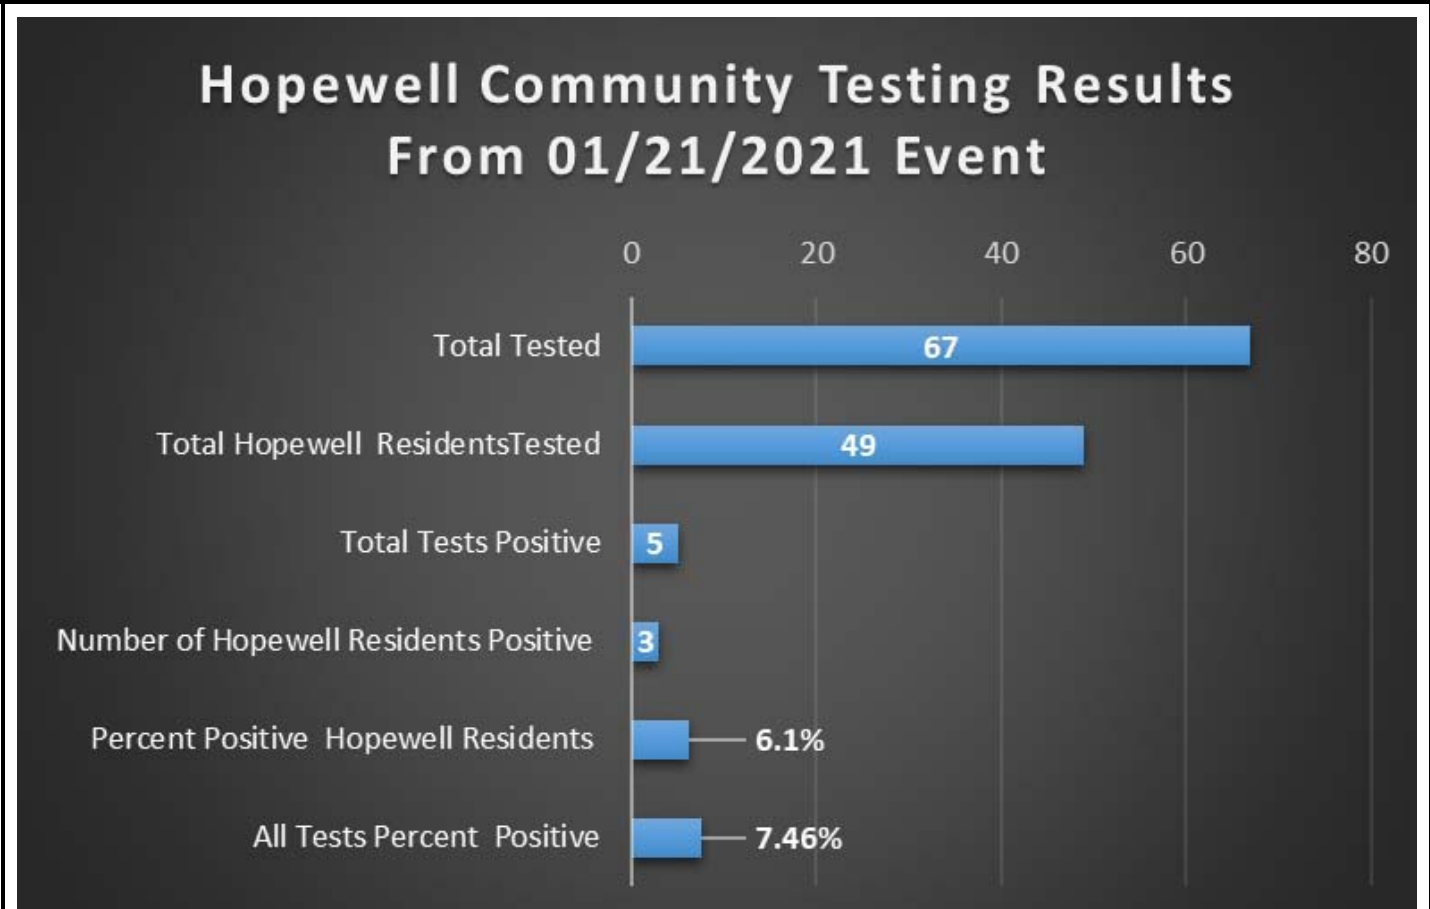 Hopewell Community Testing Results
From 01/21/2021 Event
0 20 40 60 80
Total Tested 67
Total Hopewell ResidentsTested 49
Total Tests Positive 5
Number of Hopewell Residents Positive 3
Percent Positive Hopewell Residents 6.1%
All Tests Percent Positive 7.46%